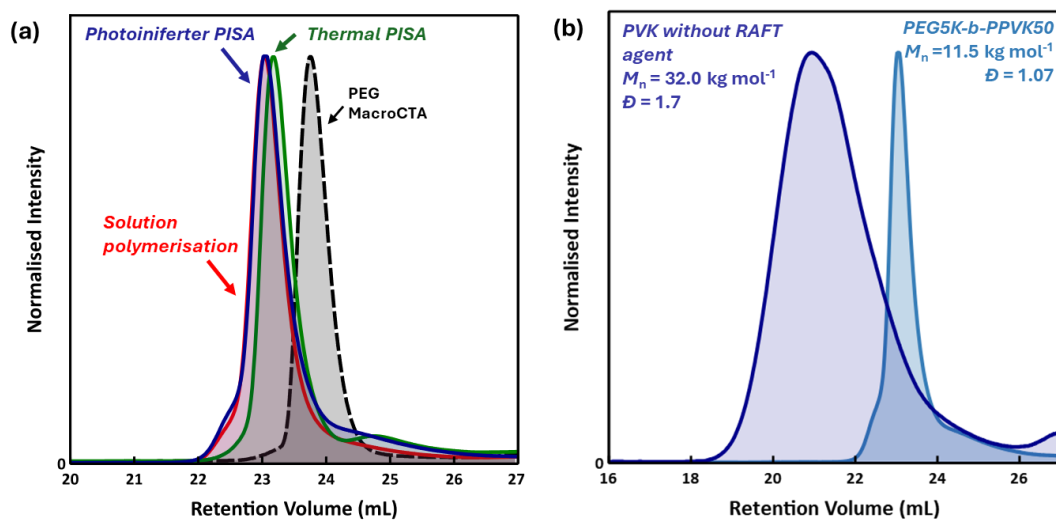 (a)
Photoiniferter PISA
Thermal PISA
PEG
MacroCTA
Solution
polymerisation
Normalised Intensity
0
20 21 22 23 24 25 26 27
Retention Volume (mL)
(b)
PVK without RAFT
agent
Mn = 32.0 kg mol-1
Đ = 1.7
PEG5K-b-PPVK50
Mn =11.5 kg mol-1
Đ = 1.07
Normalised Intensity
0
16 18 20 22 24 26
Retention Volume (mL)